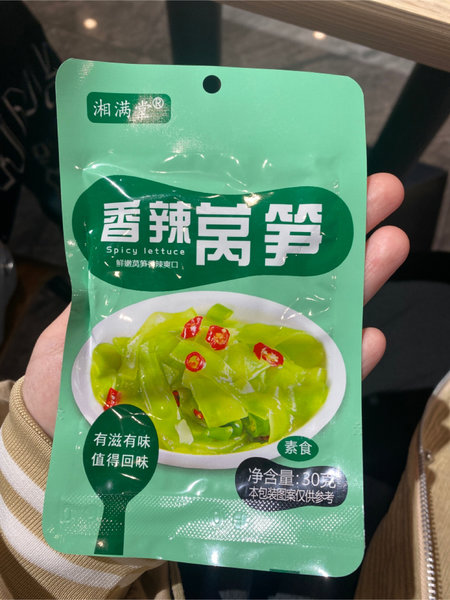 湘满堂®
香辣莴笋
Spicy lettuce
鲜嫩莴笋香辣爽口
有滋有味
值得回味
素食
净含量:30克
本包装图案仅供参考